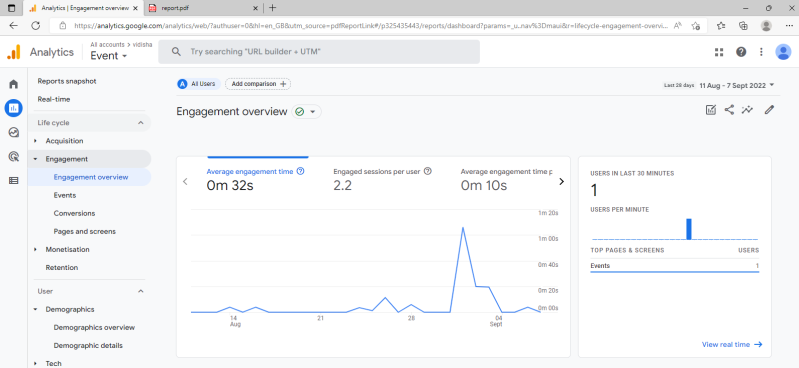 Analytics | Engagement overview
report.pdf
https://analytics.google.com/analytics/web/?authuser=0&hl=en_GB&utm_source=pdfReportLink#/p325435443/reports/dashboard?params=_u..nav%3Dmaui&r=lifecycle-engagement-overvi...
Analytics
All accounts > vidisha
Event
Try searching "URL builder + UTM"
Reports snapshot
Real-time
Life cycle
Acquisition
Engagement
Engagement overview
Events
Conversions
Pages and screens
Monetisation
Retention
User
Demographics
Demographics overview
Demographic details
Tech
A All Users
Add comparison +
Last 28 days 11 Aug - 7 Sept 2022
Engagement overview
Average engagement time
0m 32s
Engaged sessions per user
2.2
Average engagement time p
0m 10s
1m 20s
1m 00s
0m 40s
0m 20s
0m 00s
14
Aug
21
28
04
Sept
USERS IN LAST 30 MINUTES
1
USERS PER MINUTE
TOP PAGES & SCREENS USERS
Events 1
View real time